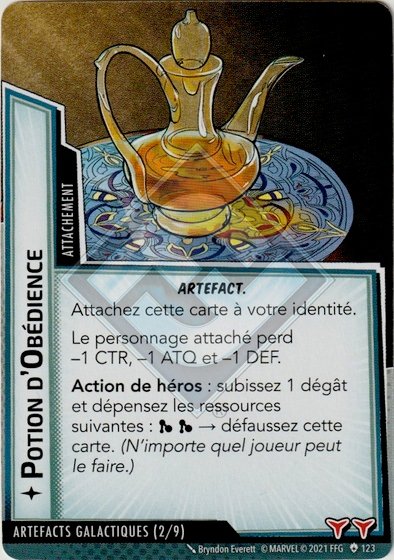 ATTACHEMENT
POTION D'OBÉDIENCE
ARTEFACT.
Attachez cette carte à votre identité.
Le personnage attaché perd
–1 CTR, –1 ATQ et –1 DEF.
Action de héros : subissez 1 dégât
et dépensez les ressources
suivantes : → défaussez cette
carte. (N'importe quel joueur peut
le faire.)
ARTEFACTS GALACTIQUES (2/9)
Bryndon Everett © MARVEL © 2021 FFG 123